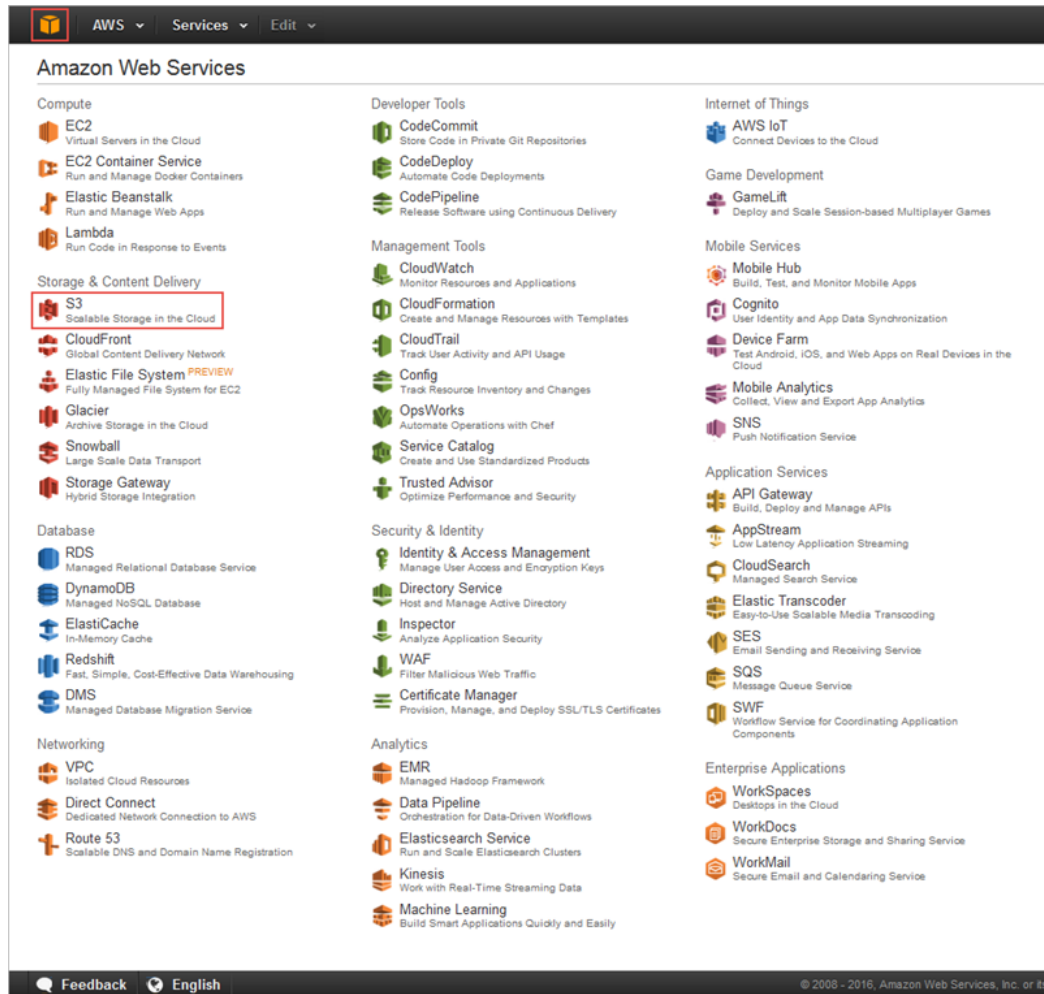 AWS Services Edit
Amazon Web Services
Compute
EC2
Virtual Servers in the Cloud
EC2 Container Service
Run and Manage Docker Containers
Elastic Beanstalk
Run and Manage Web Apps
Lambda
Run Code in Response to Events
Storage & Content Delivery
S3
Scalable Storage in the Cloud
CloudFront
Global Content Delivery Network
Elastic File System PREVIEW
Fully Managed File System for EC2
Glacier
Archive Storage in the Cloud
Snowball
Large Scale Data Transport
Storage Gateway
Hybrid Storage Integration
Database
RDS
Managed Relational Database Service
DynamoDB
Managed NoSQL Database
ElastiCache
In-Memory Cache
Redshift
Fast, Simple, Cost-Effective Data Warehousing
DMS
Managed Database Migration Service
Networking
VPC
Isolated Cloud Resources
Direct Connect
Dedicated Network Connection to AWS
Route 53
Scalable DNS and Domain Name Registration
Developer Tools
CodeCommit
Store Code in Private Git Repositories
CodeDeploy
Automate Code Deployments
CodePipeline
Release Software using Continuous Delivery
Management Tools
CloudWatch
Monitor Resources and Applications
CloudFormation
Create and Manage Resources with Templates
CloudTrail
Track User Activity and API Usage
Config
Track Resource Inventory and Changes
OpsWorks
Automate Operations with Chef
Service Catalog
Create and Use Standardized Products
Trusted Advisor
Optimize Performance and Security
Security & Identity
Identity & Access Management
Manage User Access and Encryption Keys
Directory Service
Host and Manage Active Directory
Inspector
Analyze Application Security
WAF
Filter Malicious Web Traffic
Certificate Manager
Provision, Manage, and Deploy SSL/TLS Certificates
Analytics
EMR
Managed Hadoop Framework
Data Pipeline
Orchestration for Data-Driven Workflows
Elasticsearch Service
Run and Scale Elasticsearch Clusters
Kinesis
Work with Real-Time Streaming Data
Machine Learning
Build Smart Applications Quickly and Easily
Internet of Things
AWS IoT
Connect Devices to the Cloud
Game Development
GameLift
Deploy and Scale Session-based Multiplayer Games
Mobile Services
Mobile Hub
Build, Test, and Monitor Mobile Apps
Cognito
User Identity and App Data Synchronization
Device Farm
Test Android, iOS, and Web Apps on Real Devices in the
Cloud
Mobile Analytics
Collect, View and Export App Analytics
SNS
Push Notification Service
Application Services
API Gateway
Build, Deploy and Manage APIs
AppStream
Low Latency Application Streaming
CloudSearch
Managed Search Service
Elastic Transcoder
Easy-to-Use Scalable Media Transcoding
SES
Email Sending and Receiving Service
SQS
Message Queue Service
SWF
Workflow Service for Coordinating Application
Components
Enterprise Applications
WorkSpaces
Desktops in the Cloud
WorkDocs
Secure Enterprise Storage and Sharing Service
WorkMail
Secure Email and Calendaring Service
Feedback English © 2008 - 2016, Amazon Web Services, Inc. or